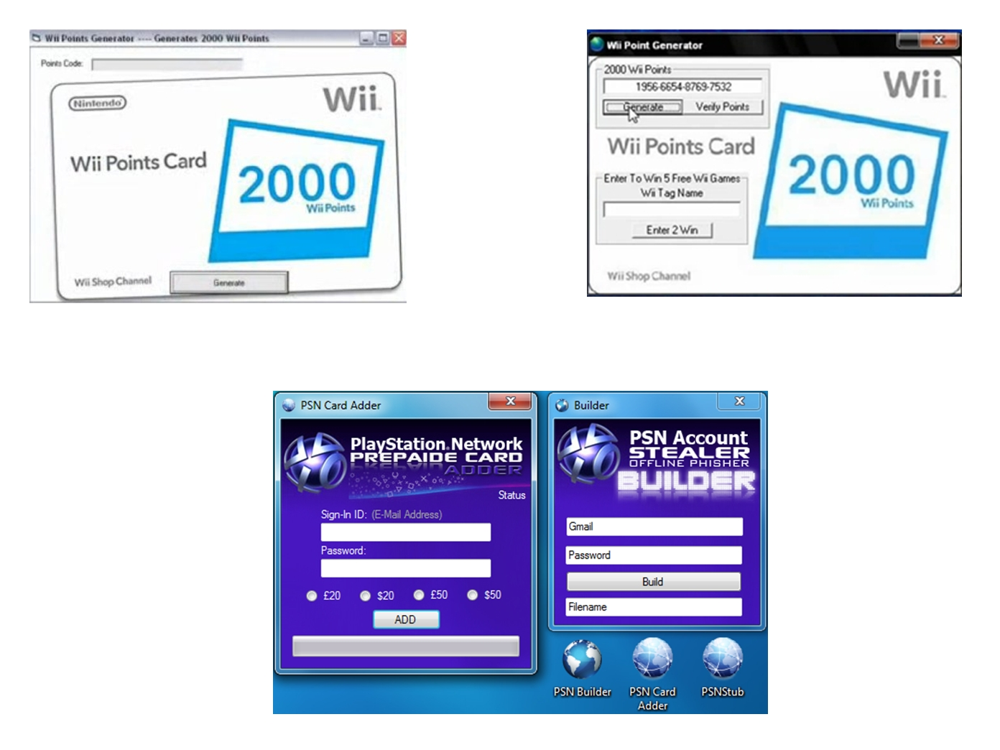 Wii Points Generator ---- Generates 2000 Wii Points
Points Code:
Nintendo
Wii™
Wii Points Card
2000
Wii Points
Wii Shop Channel
Generate
Wii Point Generator
2000 Wii Points
1956-6654-8769-7532
Generate
Verify Points
Wii™
Wii Points Card
2000
Wii Points
Enter To Win 5 Free Wii Games
Wii Tag Name
Enter 2 Win
Wii Shop Channel
PSN Card Adder
PlayStation®Network
PREPAIDE CARD
ADDER
Status
Sign-In ID: (E-Mail Address)
Password:
£20 $20 £50 $50
ADD
Builder
PSN Account
STEALER
OFFLINE PHISHER
BUILDER
Gmail
Password
Build
Filename
PSN Builder
PSN Card
Adder
PSNStub